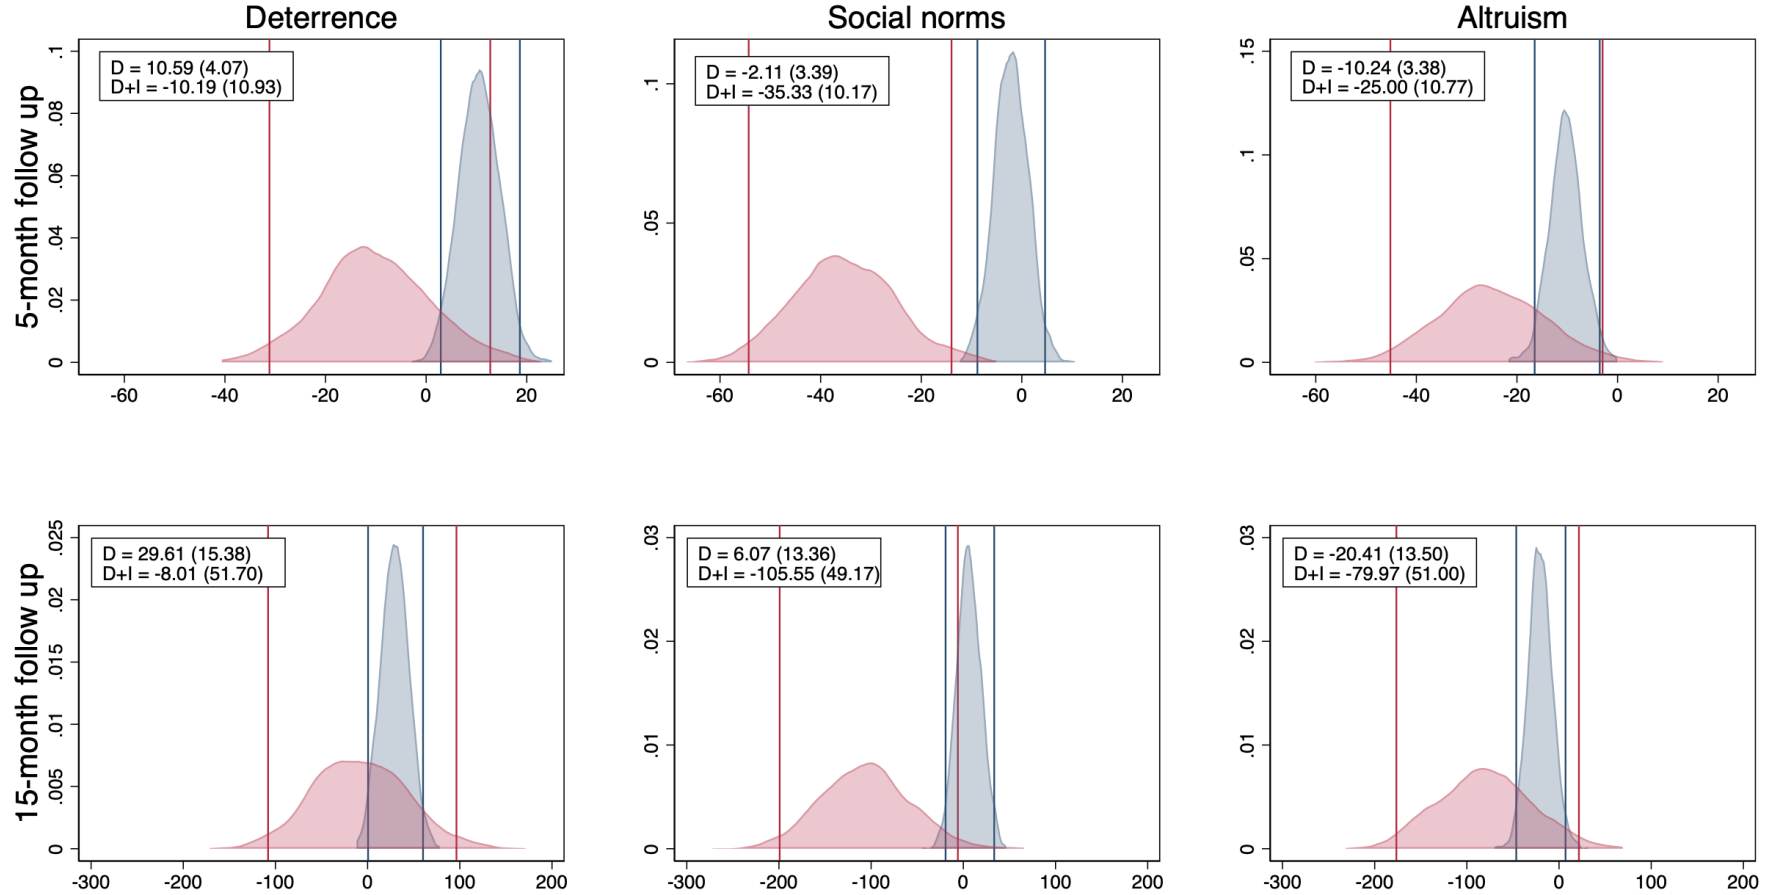 Deterrence
Social norms
Altruism
5-month follow up
.1
.08
.06
.04
.02
0
D = 10.59 (4.07)
D+I = -10.19 (10.93)
-60 -40 -20 0 20
.1
.05
0
D = -2.11 (3.39)
D+I = -35.33 (10.17)
-60 -40 -20 0 20
.15
.1
.05
0
D = -10.24 (3.38)
D+I = -25.00 (10.77)
-60 -40 -20 0 20
15-month follow up
.025
.02
.015
.01
.005
0
D = 29.61 (15.38)
D+I = -8.01 (51.70)
-300 -200 -100 0 100 200
.03
.02
.01
0
D = 6.07 (13.36)
D+I = -105.55 (49.17)
-300 -200 -100 0 100 200
.03
.02
.01
0
D = -20.41 (13.50)
D+I = -79.97 (51.00)
-300 -200 -100 0 100 200